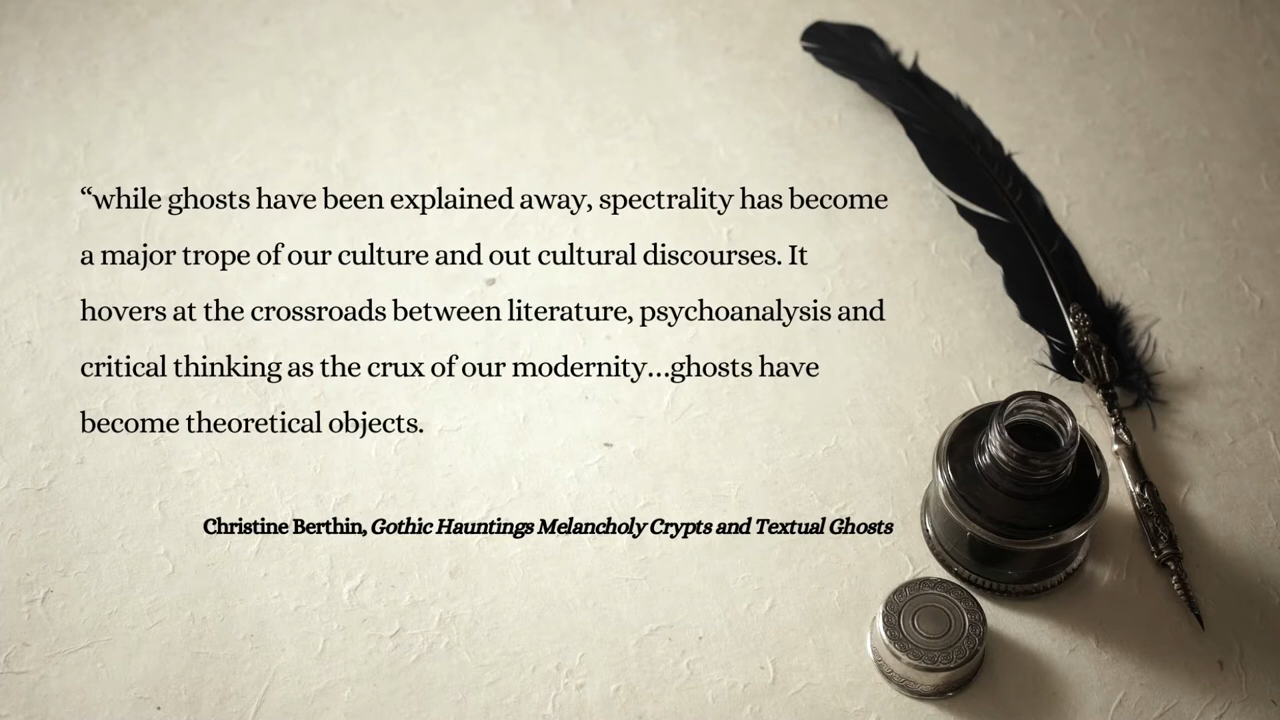 “while ghosts have been explained away, spectrality has become
a major trope of our culture and out cultural discourses. It
hovers at the crossroads between literature, psychoanalysis and
critical thinking as the crux of our modernity...ghosts have
become theoretical objects.
Christine Berthin, Gothic Hauntings Melancholy Crypts and Textual Ghosts